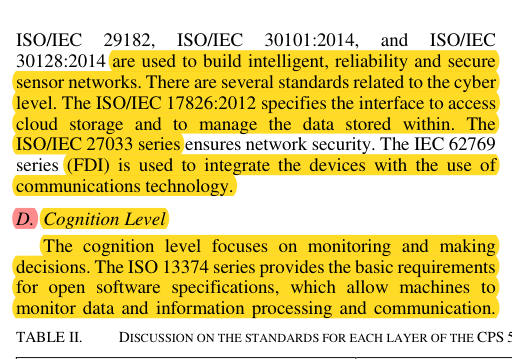 ISO/IEC 29182, ISO/IEC 30101:2014, and ISO/IEC
30128:2014 are used to build intelligent, reliability and secure
sensor networks. There are several standards related to the cyber
level. The ISO/IEC 17826:2012 specifies the interface to access
cloud storage and to manage the data stored within. The
ISO/IEC 27033 series ensures network security. The IEC 62769
series (FDI) is used to integrate the devices with the use of
communications technology.
D. Cognition Level
The cognition level focuses on monitoring and making
decisions. The ISO 13374 series provides the basic requirements
for open software specifications, which allow machines to
monitor data and information processing and communication.
TABLE II. DISCUSSION ON THE STANDARDS FOR EACH LAYER OF THE CPS